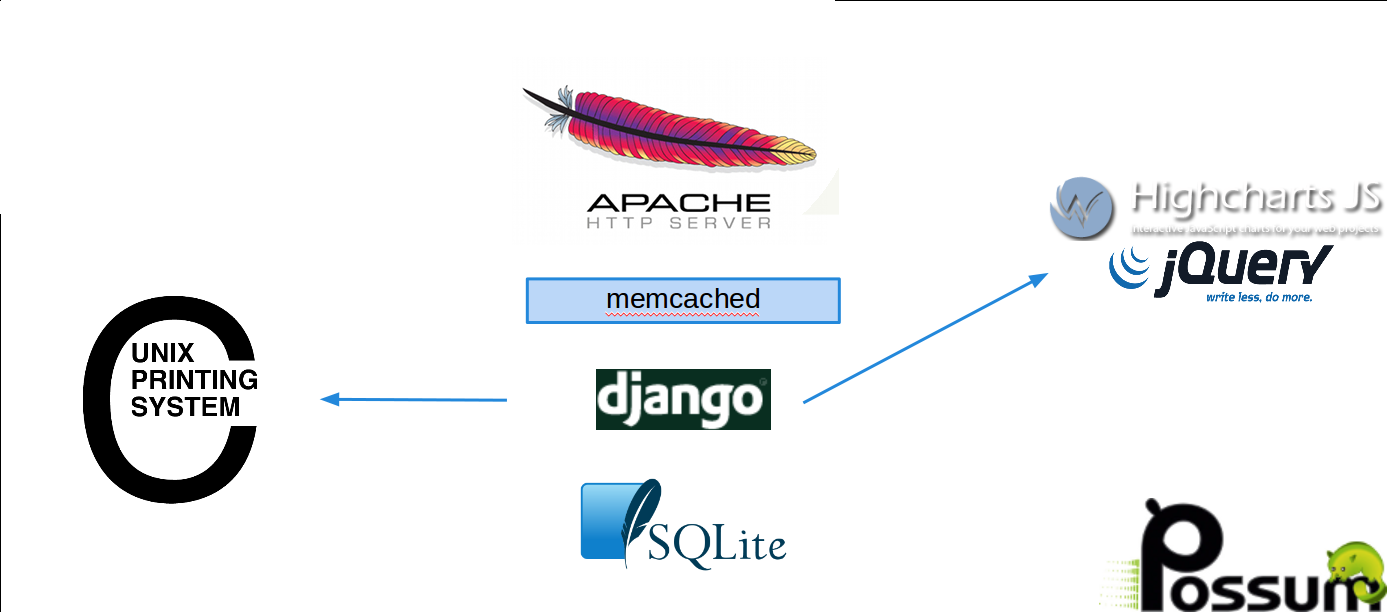 APACHE
HTTP SERVER
Highcharts JS
Interactive JavaScript charts for your web projects
jQuery
write less, do more.
memcached
UNIX
PRINTING
SYSTEM
django
SQLite
Possum